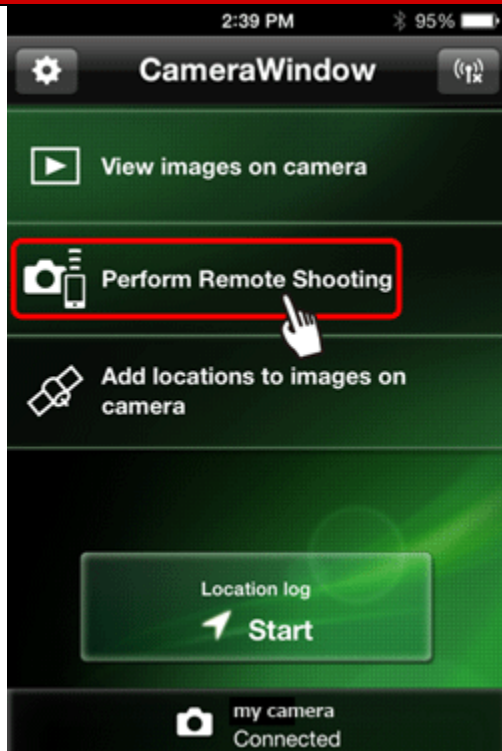 2:39 PM 95%
CameraWindow
View images on camera
Perform Remote Shooting
Add locations to images on
camera
Location log
Start
my camera
Connected